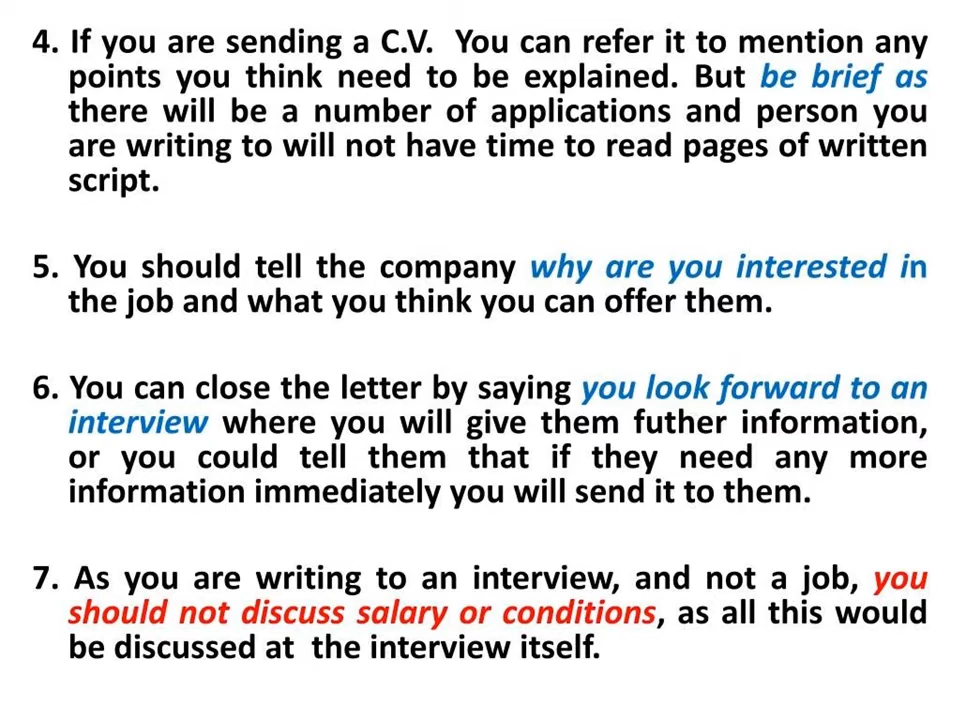 4. If you are sending a C.V. You can refer it to mention any
points you think need to be explained. But be brief as
there will be a number of applications and person you
are writing to will not have time to read pages of written
script.
5. You should tell the company why are you interested in
the job and what you think you can offer them.
6. You can close the letter by saying you look forward to an
interview where you will give them futher information,
or you could tell them that if they need any more
information immediately you will send it to them.
7. As you are writing to an interview, and not a job, you
should not discuss salary or conditions, as all this would
be discussed at the interview itself.